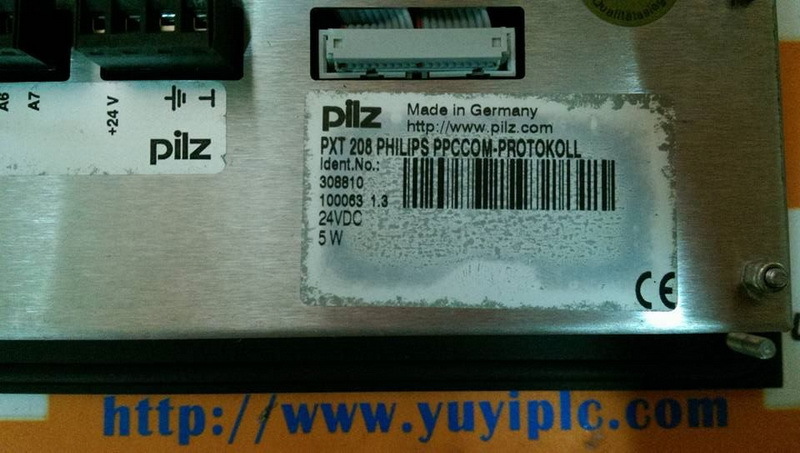 Qualitätssieg
A6
A7
+24 V
pilz
pilz
Made in Germany
http://www.pilz.com
PXT 208 PHILIPS PPCCOM-PROTOKOLL
Ident.No.:
308810
100063 1.3
24VDC
5 W
CE
http://www.yuyiplc.com